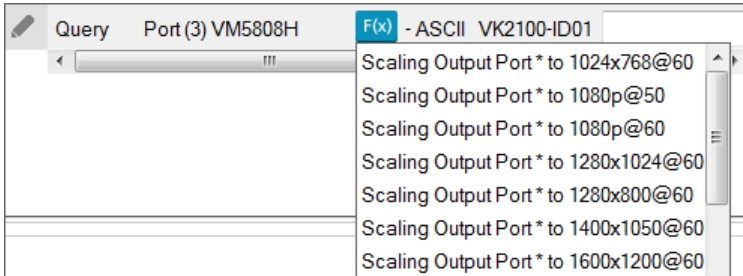 Query Port (3) VM5808H F(x) - ASCII VK2100-ID01
Scaling Output Port * to 1024x768@60
Scaling Output Port * to 1080p@50
Scaling Output Port * to 1080p@60
Scaling Output Port * to 1280x1024@60
Scaling Output Port * to 1280x800@60
Scaling Output Port * to 1400x1050@60
Scaling Output Port * to 1600x1200@60